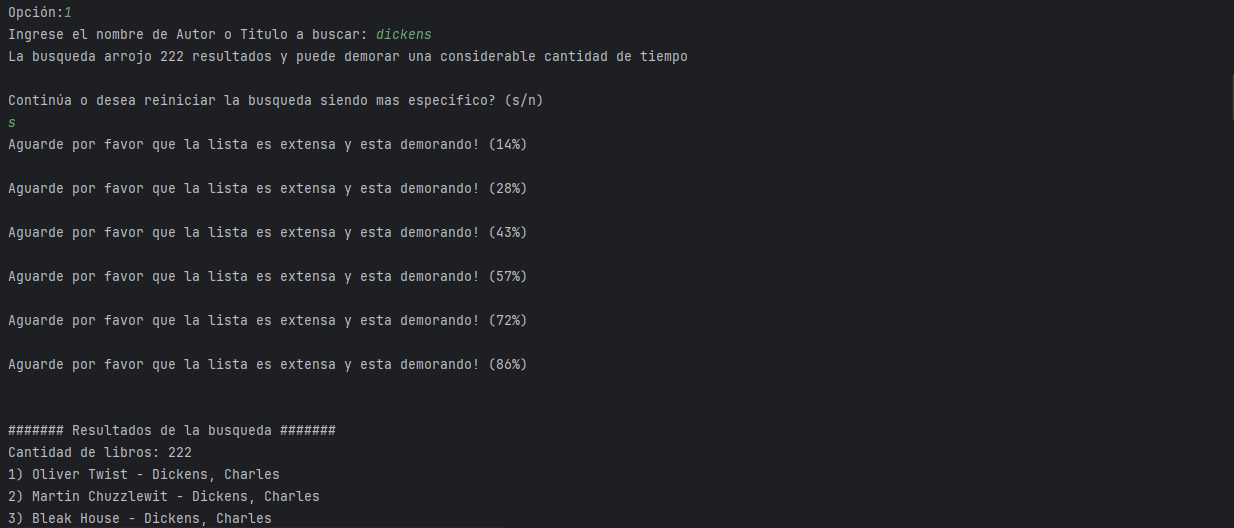 Opción:1
Ingrese el nombre de Autor o Titulo a buscar: dickens
La busqueda arrojo 222 resultados y puede demorar una considerable cantidad de tiempo
Continúa o desea reiniciar la busqueda siendo mas específico? (s/n)
s
Aguarde por favor que la lista es extensa y esta demorando! (14%)
Aguarde por favor que la lista es extensa y esta demorando! (28%)
Aguarde por favor que la lista es extensa y esta demorando! (43%)
Aguarde por favor que la lista es extensa y esta demorando! (57%)
Aguarde por favor que la lista es extensa y esta demorando! (72%)
Aguarde por favor que la lista es extensa y esta demorando! (86%)
####### Resultados de la busqueda #######
Cantidad de libros: 222
1) Oliver Twist - Dickens, Charles
2) Martin Chuzzlewit - Dickens, Charles
3) Bleak House - Dickens, Charles